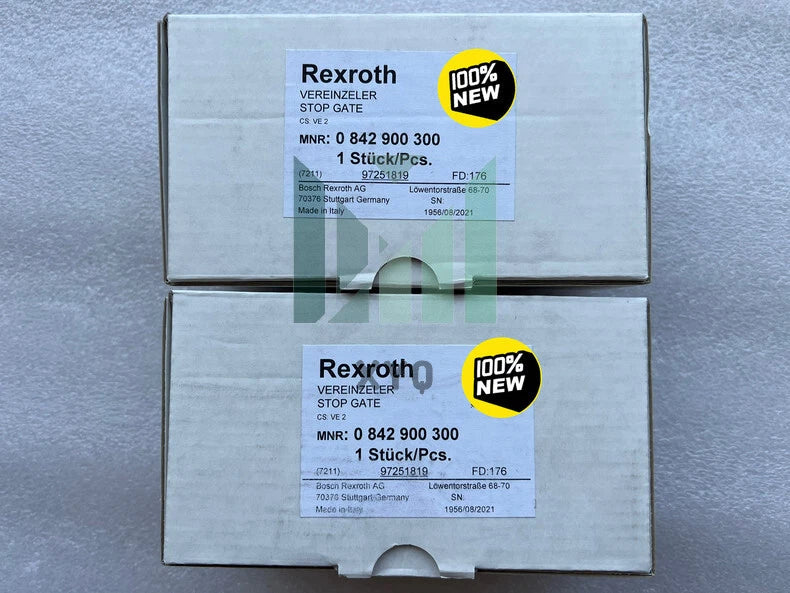 Rexroth
100%
NEW
VEREINZELER
STOP GATE
CS: VE 2
MNR: 0 842 900 300
1 Stück/Pcs.
(7211) 97251819 FD:176
Bosch Rexroth AG Löwentorstraße 68-70
70376 Stuttgart Germany SN:
Made in Italy 1956/08/2021
Rexroth
XTQ
100%
NEW
VEREINZELER
STOP GATE
CS: VE 2
MNR: 0 842 900 300
1 Stück/Pcs.
(7211) 97251819 FD:176
Bosch Rexroth AG Löwentorstraße 68-70
70376 Stuttgart Germany SN:
Made in Italy 1956/08/2021